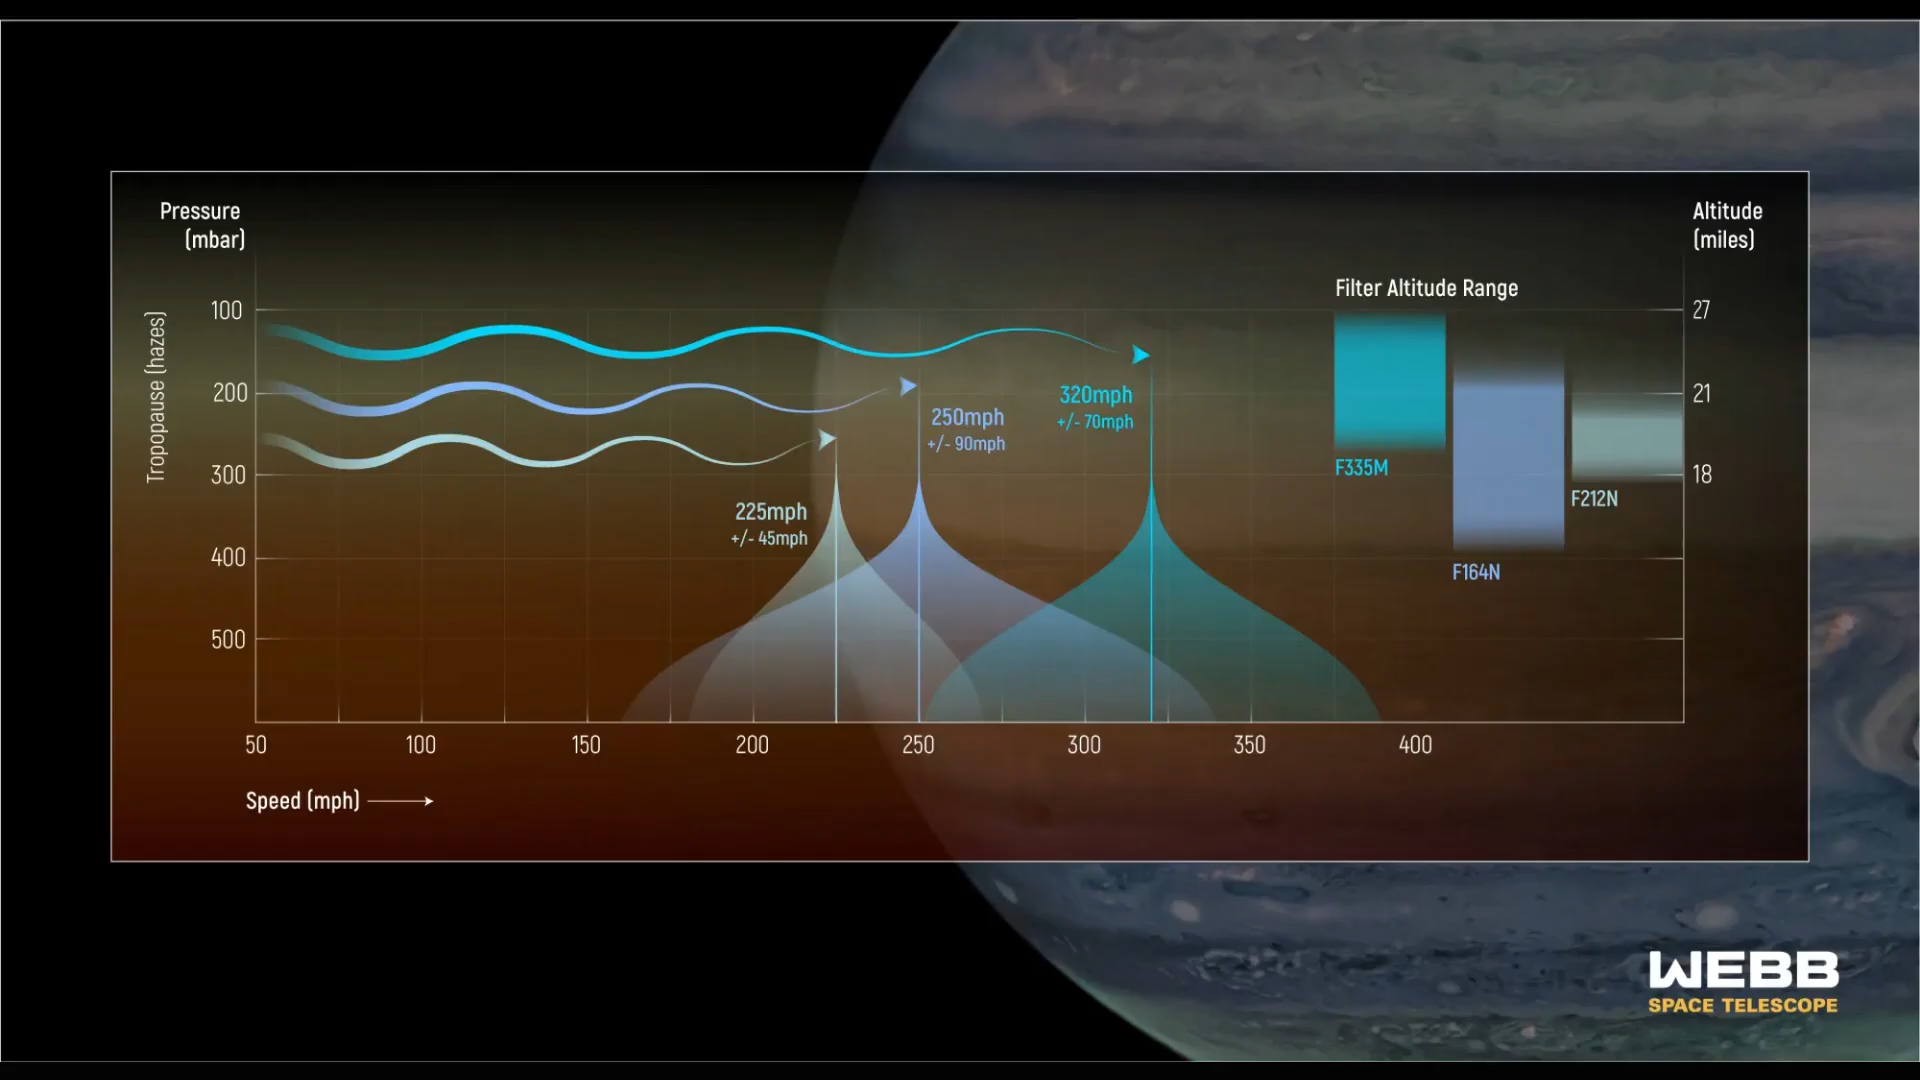 Pressure
(mbar)
Altitude
(miles)
Tropopause (hazes)
Filter Altitude Range
100
200
300
400
500
27
21
18
320mph
+/- 70mph
250mph
+/- 90mph
225mph
+/- 45mph
F335M
F212N
F164N
50 100 150 200 250 300 350 400
Speed (mph)
WEBB
SPACE TELESCOPE